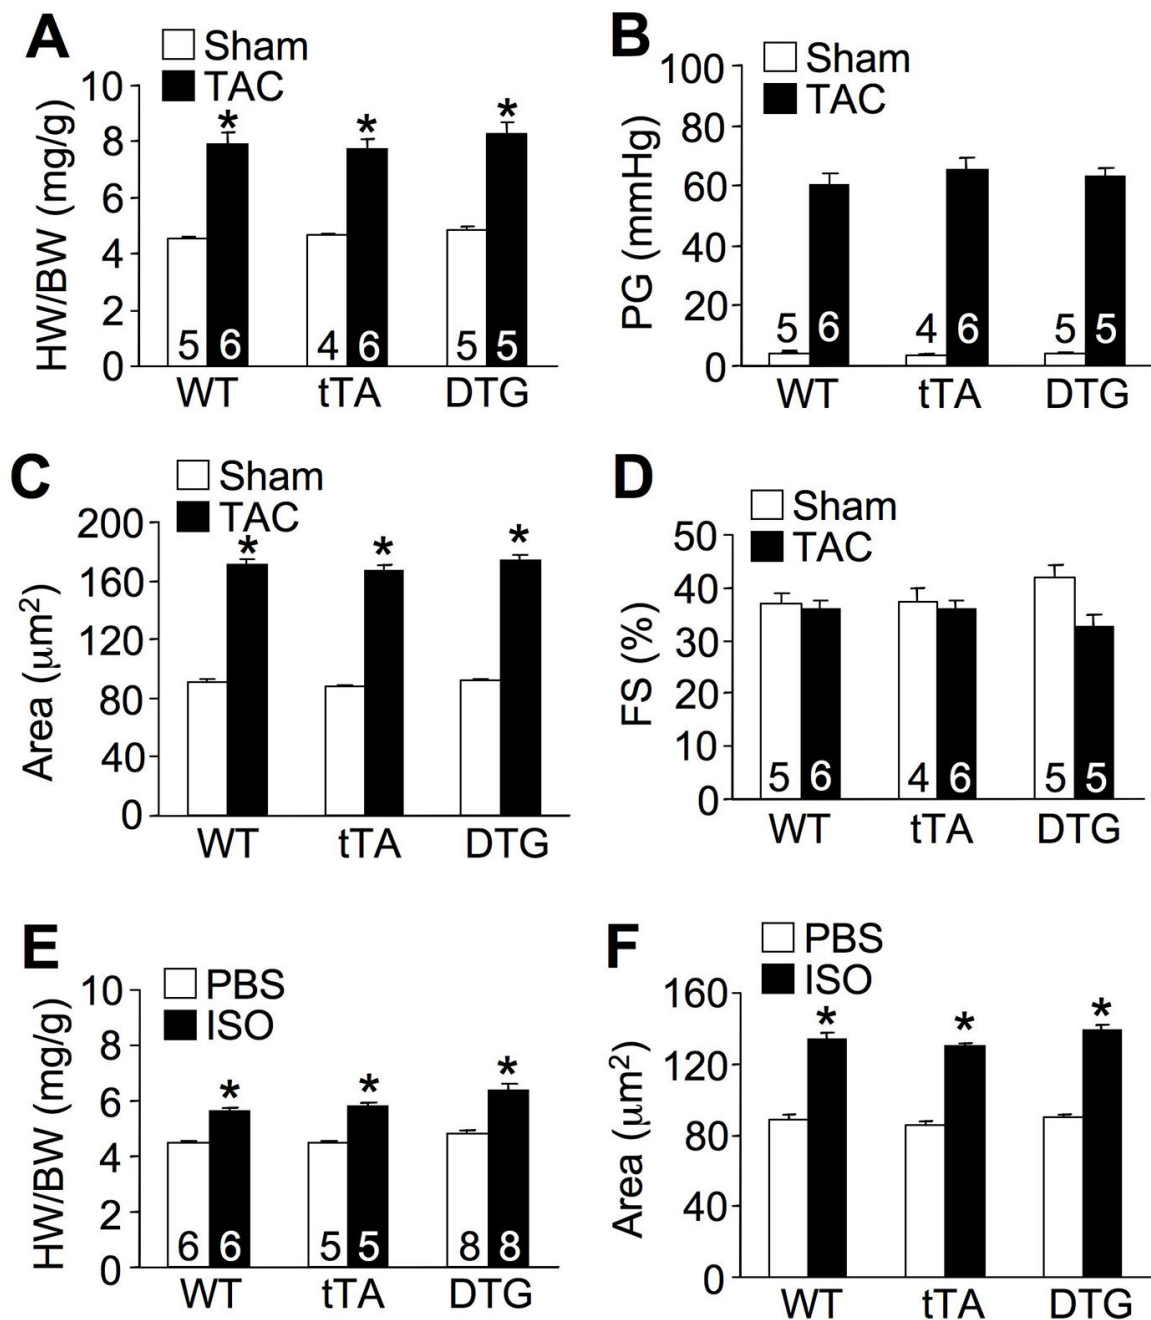 A
Sham
TAC
HW/BW (mg/g)
10
8
6
4
2
0
* * *
5 6 4 6 5 5
WT tTA DTG
B
Sham
TAC
PG (mmHg)
100
80
60
40
20
0
5 6 4 6 5 5
WT tTA DTG
C
Sham
TAC
Area (μm²)
200
160
120
80
40
0
* * *
WT tTA DTG
D
Sham
TAC
FS (%)
50
40
30
20
10
0
5 6 4 6 5 5
WT tTA DTG
E
PBS
ISO
HW/BW (mg/g)
10
8
6
4
2
0
* * *
6 6 5 5 8 8
WT tTA DTG
F
PBS
ISO
Area (μm²)
160
120
80
40
0
* * *
WT tTA DTG